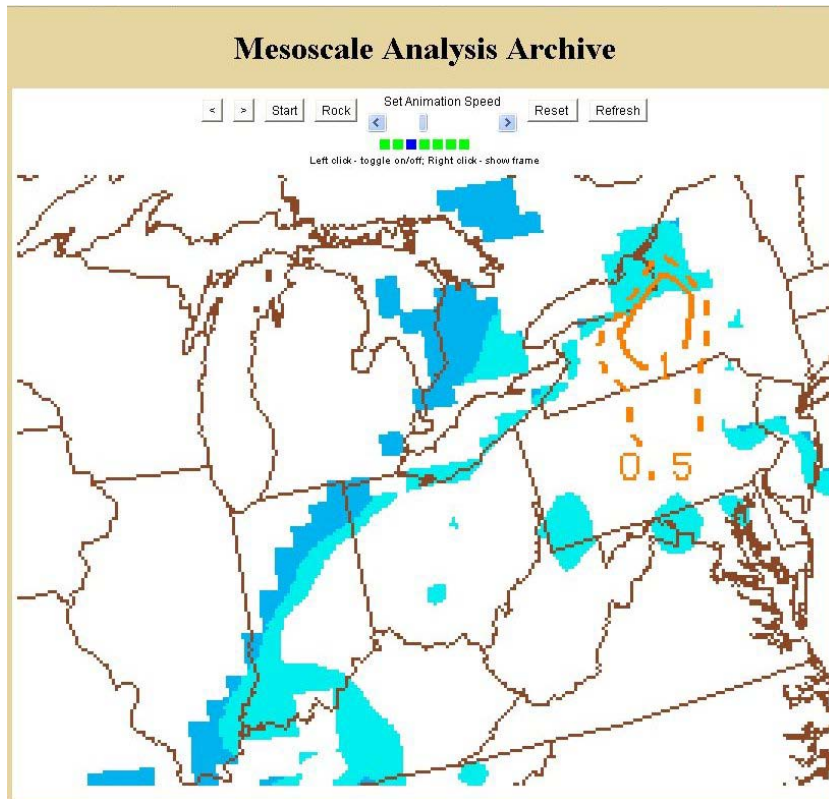 Mesoscale Analysis Archive
< > Start Rock Set Animation Speed Reset Refresh
Left click - toggle on/off; Right click - show frame
1
0.5